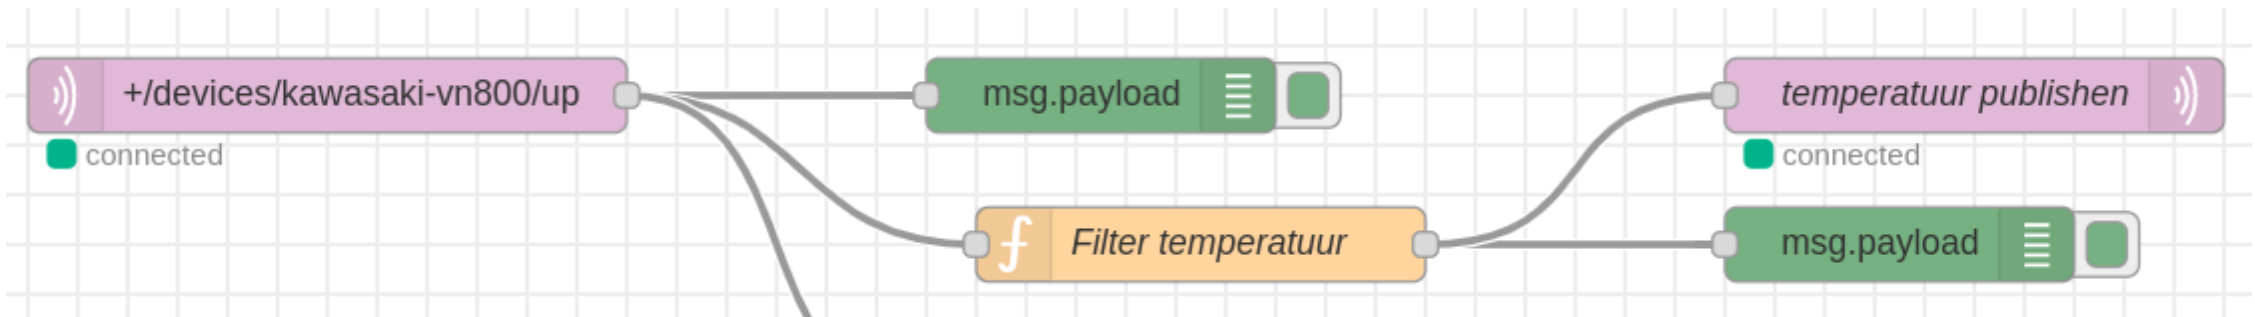 +/devices/kawasaki-vn800/up
connected
msg.payload
Filter temperatuur
temperatuur publishen
connected
msg.payload